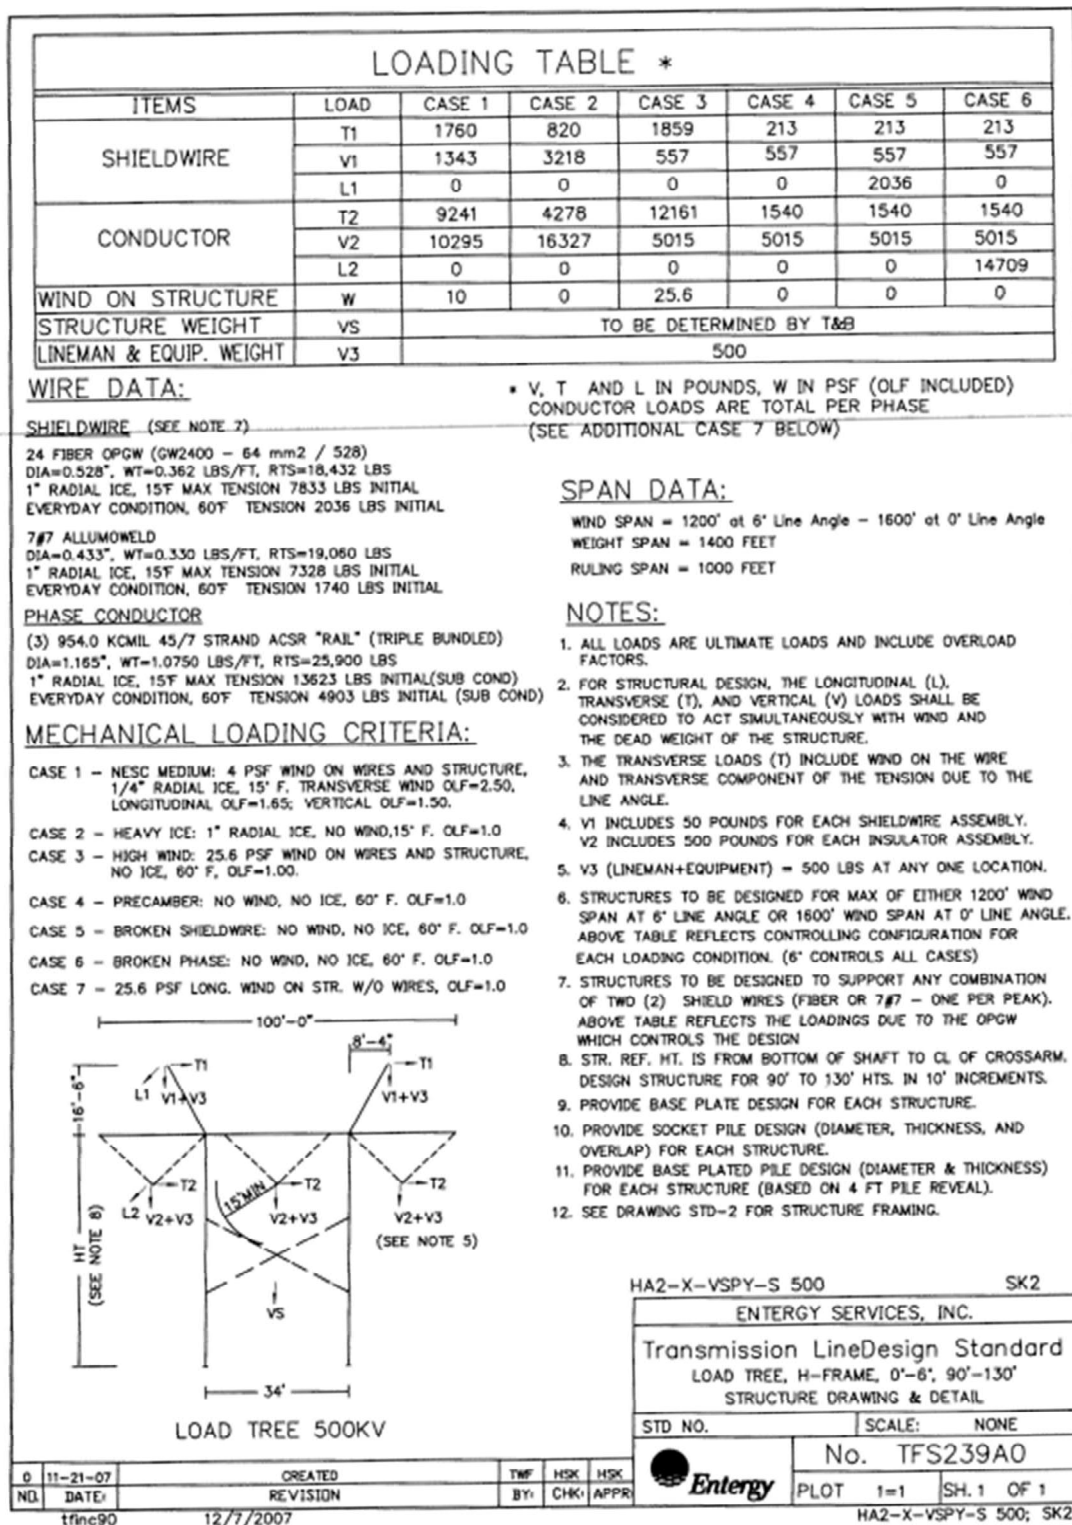 LOADING TABLE *
ITEMS LOAD CASE 1 CASE 2 CASE 3 CASE 4 CASE 5 CASE 6
SHIELDWIRE T1 1760 820 1859 213 213 213
V1 1343 3218 557 557 557 557
L1 0 0 0 0 2036 0
CONDUCTOR T2 9241 4278 12161 1540 1540 1540
V2 10295 16327 5015 5015 5015 5015
L2 0 0 0 0 0 14709
WIND ON STRUCTURE W 10 0 25.6 0 0 0
STRUCTURE WEIGHT VS TO BE DETERMINED BY T&B
LINEMAN & EQUIP. WEIGHT V3 500
* V, T AND L IN POUNDS, W IN PSF (OLF INCLUDED)
CONDUCTOR LOADS ARE TOTAL PER PHASE
(SEE ADDITIONAL CASE 7 BELOW)
WIRE DATA:
SHIELDWIRE (SEE NOTE 7)
24 FIBER OPGW (GW2400 - 64 mm2 / 528)
DIA=0.528", WT=0.362 LBS/FT, RTS=18,432 LBS
1" RADIAL ICE, 15°F MAX TENSION 7833 LBS INITIAL
EVERYDAY CONDITION, 60°F TENSION 2036 LBS INITIAL
7#7 ALLUMOWELD
DIA=0.433", WT=0.330 LBS/FT, RTS=19,060 LBS
1" RADIAL ICE, 15°F MAX TENSION 7328 LBS INITIAL
EVERYDAY CONDITION, 60°F TENSION 1740 LBS INITIAL
PHASE CONDUCTOR
(3) 954.0 KCMIL 45/7 STRAND ACSR "RAIL" (TRIPLE BUNDLED)
DIA=1.165", WT=1.0750 LBS/FT, RTS=25,900 LBS
1" RADIAL ICE, 15°F MAX TENSION 13623 LBS INITIAL(SUB COND)
EVERYDAY CONDITION, 60°F TENSION 4903 LBS INITIAL (SUB COND)
MECHANICAL LOADING CRITERIA:
CASE 1 - NESC MEDIUM: 4 PSF WIND ON WIRES AND STRUCTURE,
1/4" RADIAL ICE, 15° F. TRANSVERSE WIND OLF=2.50,
LONGITUDINAL OLF=1.65; VERTICAL OLF=1.50.
CASE 2 - HEAVY ICE: 1" RADIAL ICE, NO WIND,15° F. OLF=1.0
CASE 3 - HIGH WIND: 25.6 PSF WIND ON WIRES AND STRUCTURE,
NO ICE, 60° F, OLF=1.00.
CASE 4 - PRECAMBER: NO WIND, NO ICE, 60° F. OLF=1.0
CASE 5 - BROKEN SHIELDWIRE: NO WIND, NO ICE, 60° F. OLF=1.0
CASE 6 - BROKEN PHASE: NO WIND, NO ICE, 60° F. OLF=1.0
CASE 7 - 25.6 PSF LONG. WIND ON STR. W/O WIRES, OLF=1.0
SPAN DATA:
WIND SPAN = 1200' at 6° Line Angle - 1600' at 0° Line Angle
WEIGHT SPAN = 1400 FEET
RULING SPAN = 1000 FEET
NOTES:
1. ALL LOADS ARE ULTIMATE LOADS AND INCLUDE OVERLOAD
FACTORS.
2. FOR STRUCTURAL DESIGN, THE LONGITUDINAL (L),
TRANSVERSE (T), AND VERTICAL (V) LOADS SHALL BE
CONSIDERED TO ACT SIMULTANEOUSLY WITH WIND AND
THE DEAD WEIGHT OF THE STRUCTURE.
3. THE TRANSVERSE LOADS (T) INCLUDE WIND ON THE WIRE
AND TRANSVERSE COMPONENT OF THE TENSION DUE TO THE
LINE ANGLE.
4. V1 INCLUDES 50 POUNDS FOR EACH SHIELDWIRE ASSEMBLY.
V2 INCLUDES 500 POUNDS FOR EACH INSULATOR ASSEMBLY.
5. V3 (LINEMAN+EQUIPMENT) = 500 LBS AT ANY ONE LOCATION.
6. STRUCTURES TO BE DESIGNED FOR MAX OF EITHER 1200' WIND
SPAN AT 6° LINE ANGLE OR 1600' WIND SPAN AT 0° LINE ANGLE.
ABOVE TABLE REFLECTS CONTROLLING CONFIGURATION FOR
EACH LOADING CONDITION. (6° CONTROLS ALL CASES)
7. STRUCTURES TO BE DESIGNED TO SUPPORT ANY COMBINATION
OF TWO (2) SHIELD WIRES (FIBER OR 7#7 - ONE PER PEAK).
ABOVE TABLE REFLECTS THE LOADINGS DUE TO THE OPGW
WHICH CONTROLS THE DESIGN
8. STR. REF. HT. IS FROM BOTTOM OF SHAFT TO CL OF CROSSARM.
DESIGN STRUCTURE FOR 90' TO 130' HTS. IN 10' INCREMENTS.
9. PROVIDE BASE PLATE DESIGN FOR EACH STRUCTURE.
10. PROVIDE SOCKET PILE DESIGN (DIAMETER, THICKNESS, AND
OVERLAP) FOR EACH STRUCTURE.
11. PROVIDE BASE PLATED PILE DESIGN (DIAMETER & THICKNESS)
FOR EACH STRUCTURE (BASED ON 4 FT PILE REVEAL).
12. SEE DRAWING STD-2 FOR STRUCTURE FRAMING.
100'-0"
8'-4"
T1 T1
L1 V1+V3 V1+V3
16'-6"
T2 T2 T2
15'MIN
L2 V2+V3 V2+V3 V2+V3
(SEE NOTE 5)
HT
(SEE NOTE 8)
VS
34'
LOAD TREE 500KV
HA2-X-VSPY-S 500 SK2
ENTERGY SERVICES, INC.
Transmission LineDesign Standard
LOAD TREE, H-FRAME, 0°-6°, 90'-130'
STRUCTURE DRAWING & DETAIL
STD NO. SCALE: NONE
Entergy
No. TFS239A0
PLOT 1=1 SH. 1 OF 1
0 11-21-07 CREATED TWF HSK HSK
NO. DATE: REVISION BY: CHK: APPR:
tfinc90 12/7/2007
HA2-X-VSPY-S 500; SK2